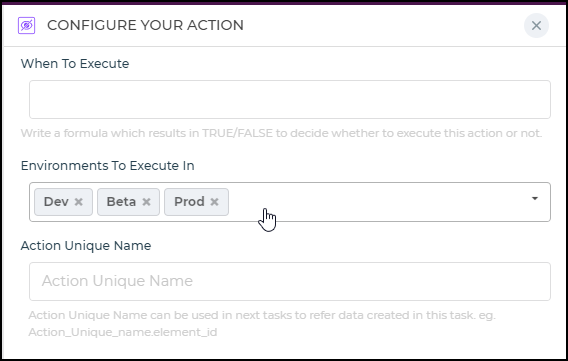 CONFIGURE YOUR ACTION
When To Execute
Write a formula which results in TRUE/FALSE to decide whether to execute this action or not.
Environments To Execute In
Dev × Beta × Prod ×
Action Unique Name
Action Unique Name
Action Unique Name can be used in next tasks to refer data created in this task. eg.
Action_Unique_name.element_id